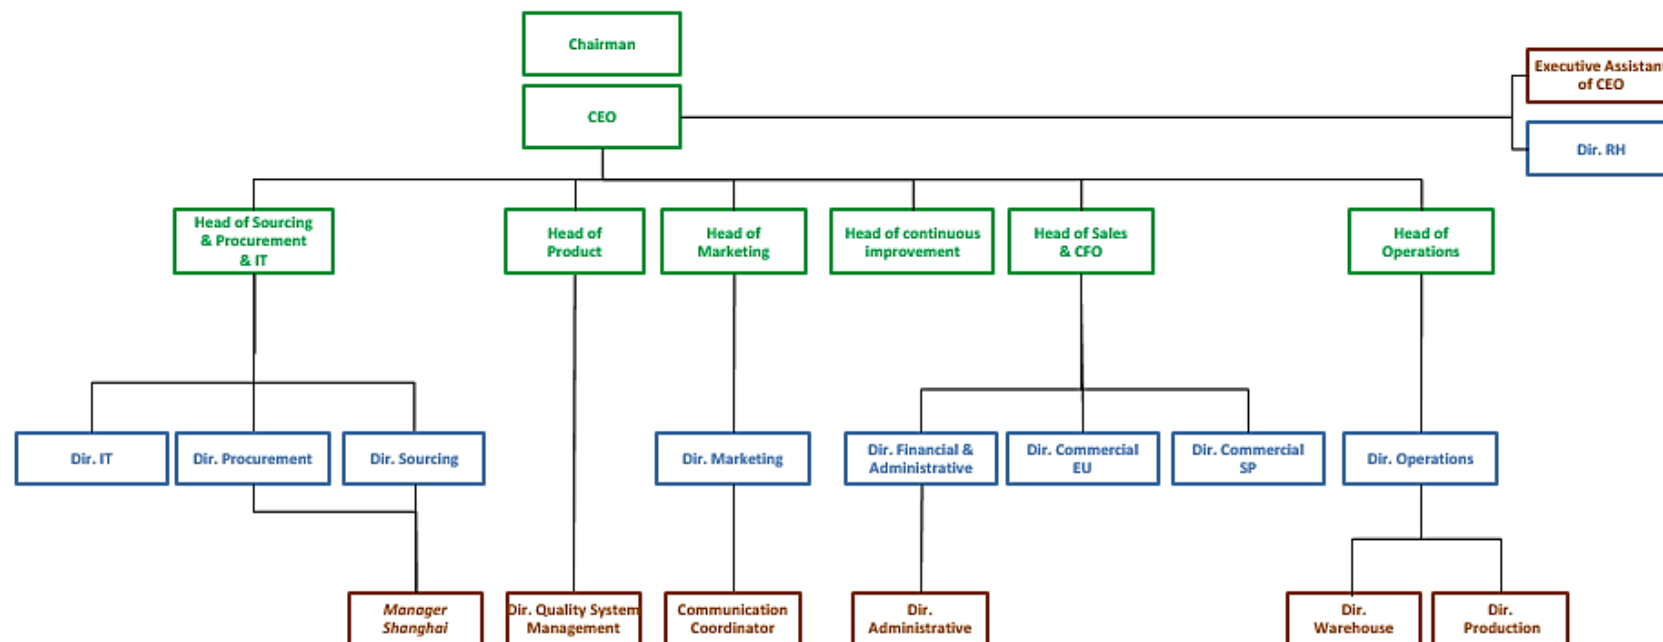 Chairman
CEO
Executive Assistant
of CEO
Dir. RH
Head of Sourcing
& Procurement
& IT
Head of
Product
Head of
Marketing
Head of continuous
improvement
Head of Sales
& CFO
Head of
Operations
Dir. IT
Dir. Procurement
Dir. Sourcing
Dir. Marketing
Dir. Financial &
Administrative
Dir. Commercial
EU
Dir. Commercial
SP
Dir. Operations
Manager
Shanghai
Dir. Quality System
Management
Communication
Coordinator
Dir.
Administrative
Dir.
Warehouse
Dir.
Production